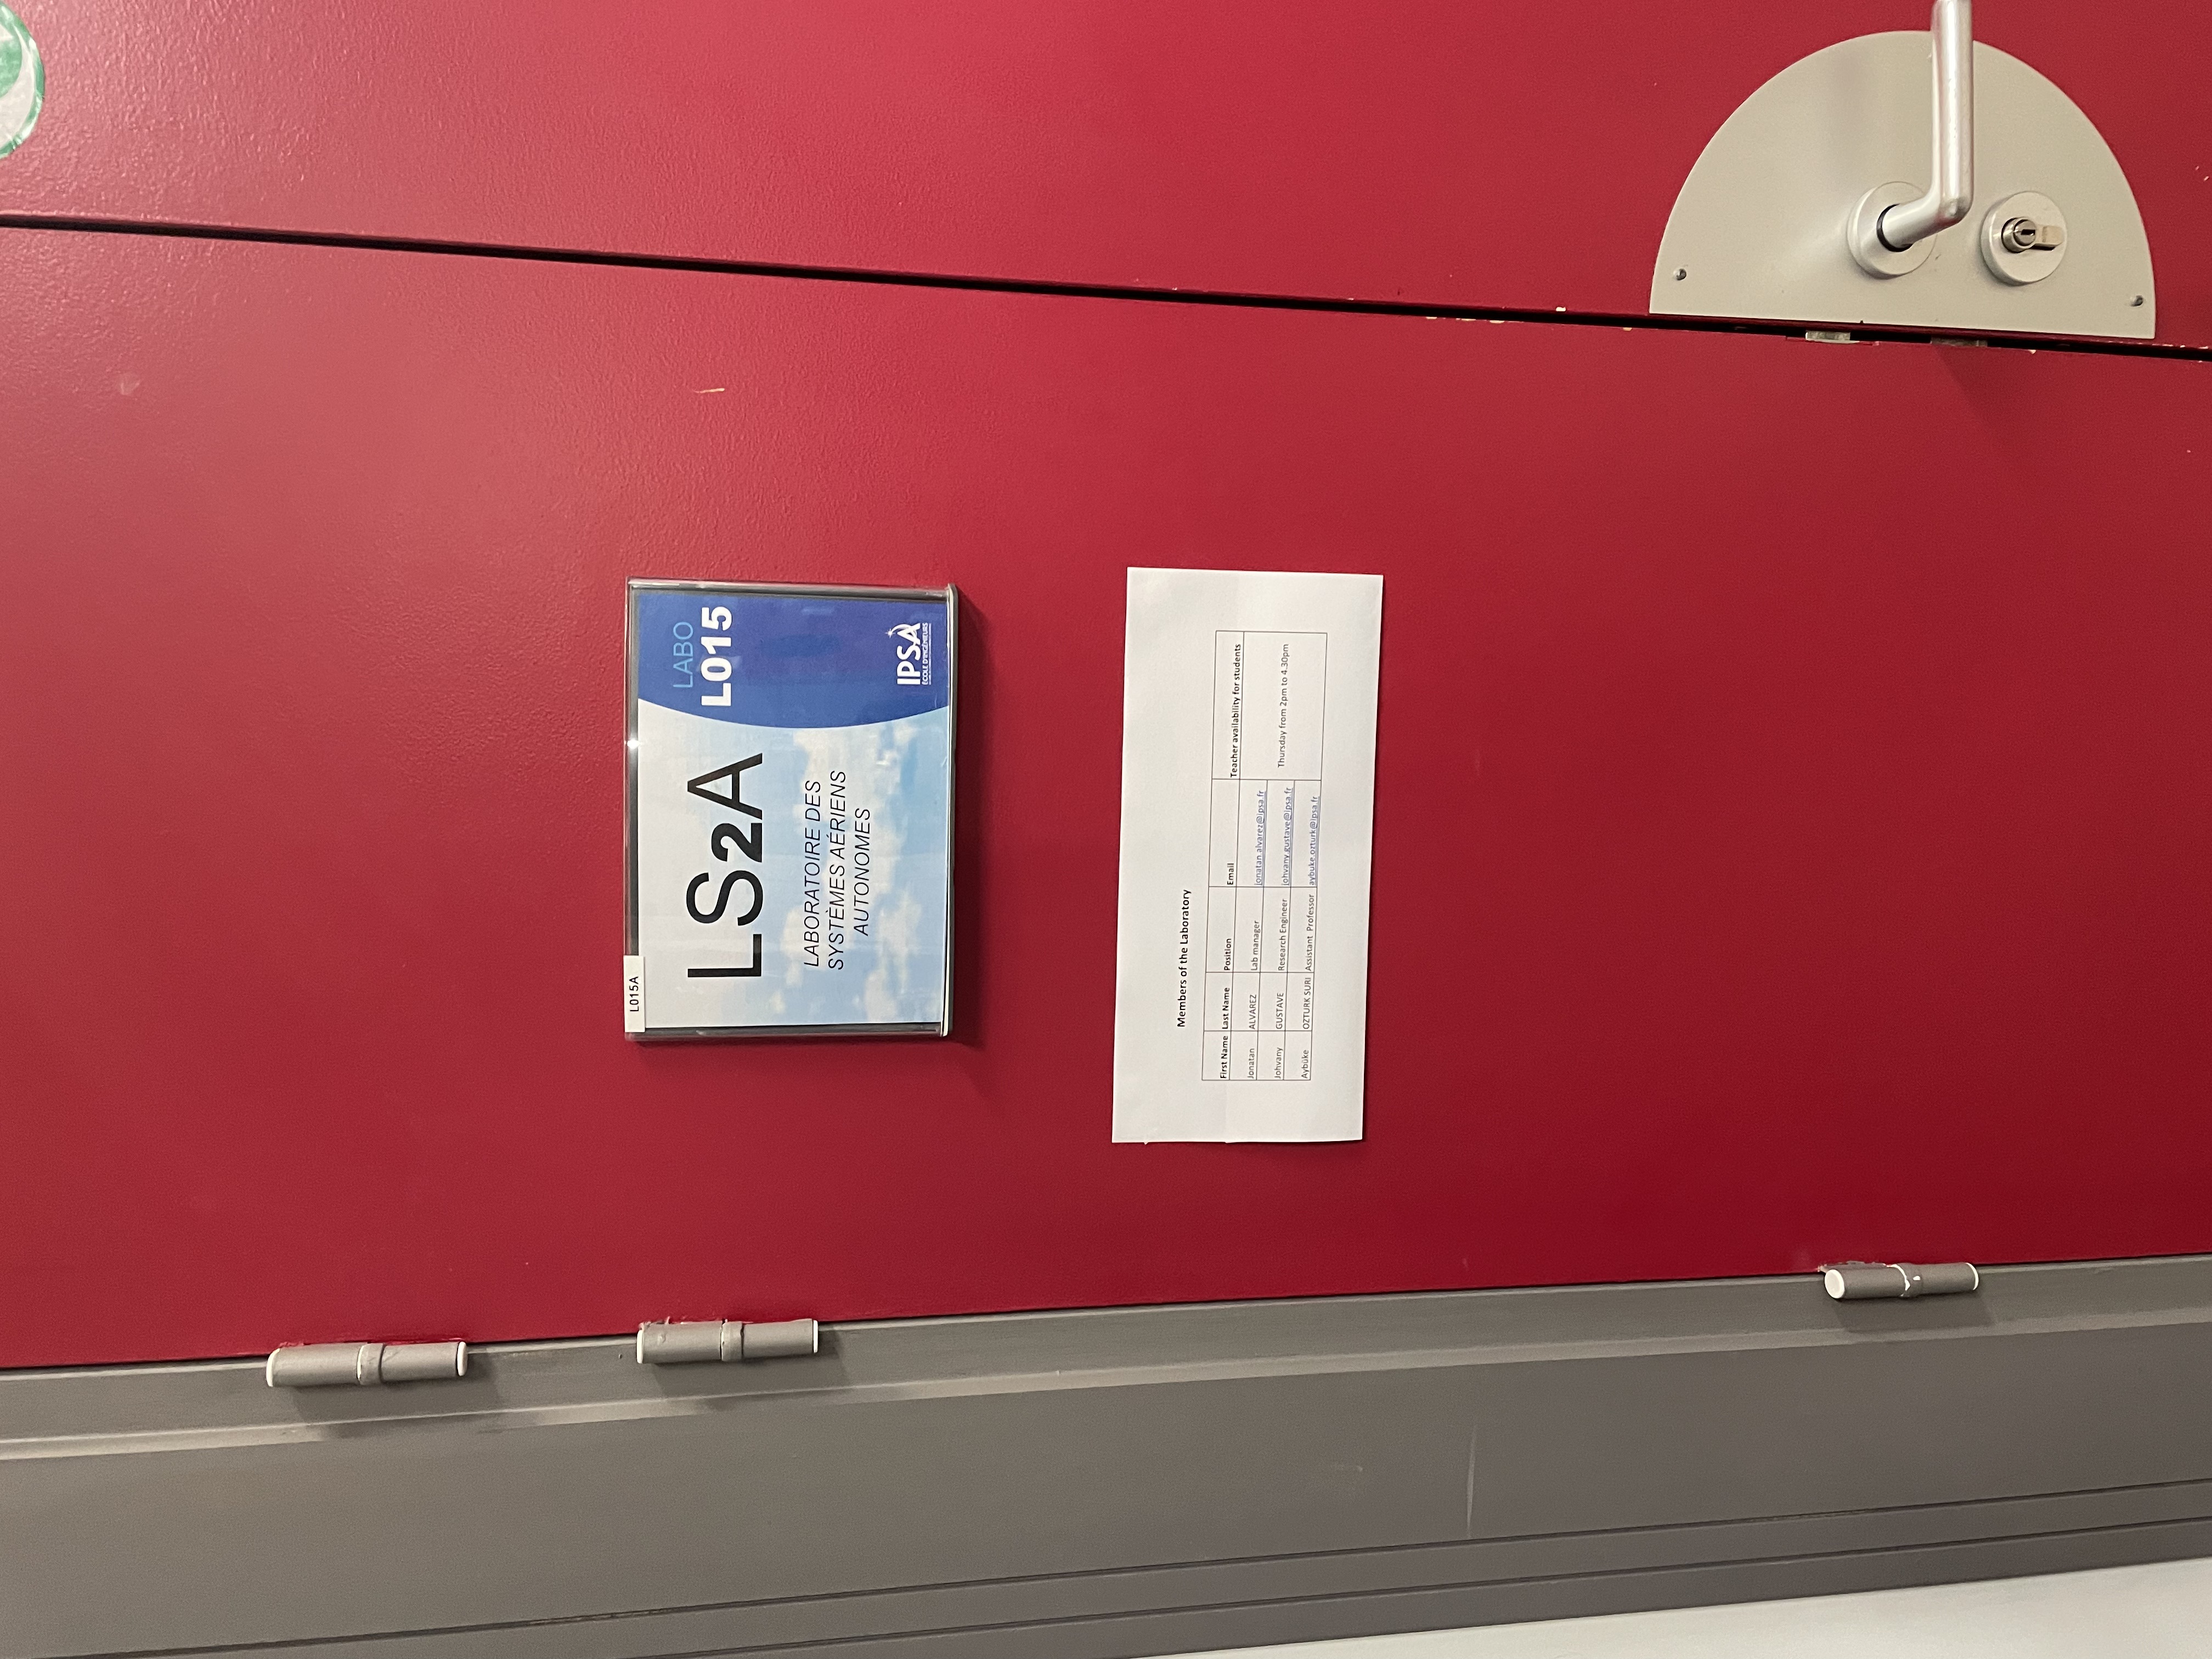 L015A
LS2A
LABO
L015
LABORATOIRE DES
SYSTÈMES AÉRIENS
AUTONOMES
IPSA
ÉCOLE D'INGÉNIEURS
Members of the Laboratory
First Name Last Name Position Email Teacher availability for students
Jonatan ALVAREZ Lab manager jonatan.alvarez@ipsa.fr
Johvany GUSTAVE Research Engineer johvany.gustave@ipsa.fr Thursday from 2pm to 4.30pm
Aybüke OZTURK SURI Assistant Professor aybuke.ozturk@ipsa.fr